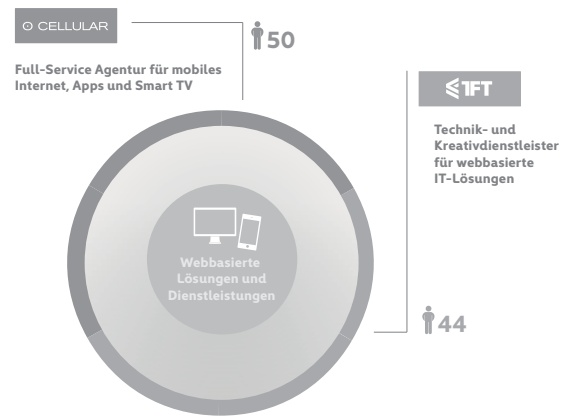 CELLULAR
50
Full-Service Agentur für mobiles
Internet, Apps und Smart TV
1FT
Technik- und
Kreativdienstleister
für webbasierte
IT-Lösungen
Webbasierte
Lösungen und
Dienstleistungen
44